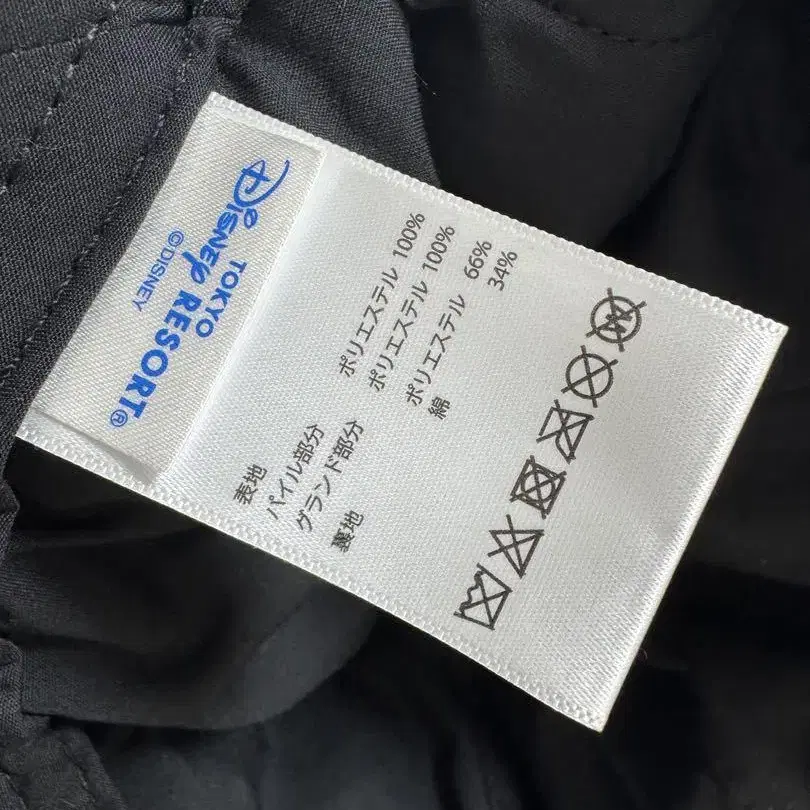 Disney
TOKYO
RESORT®
©DISNEY
表地
パイル部分 ポリエステル 100%
グランド部分 ポリエステル 100%
裏地 ポリエステル 66%
綿 34%
W